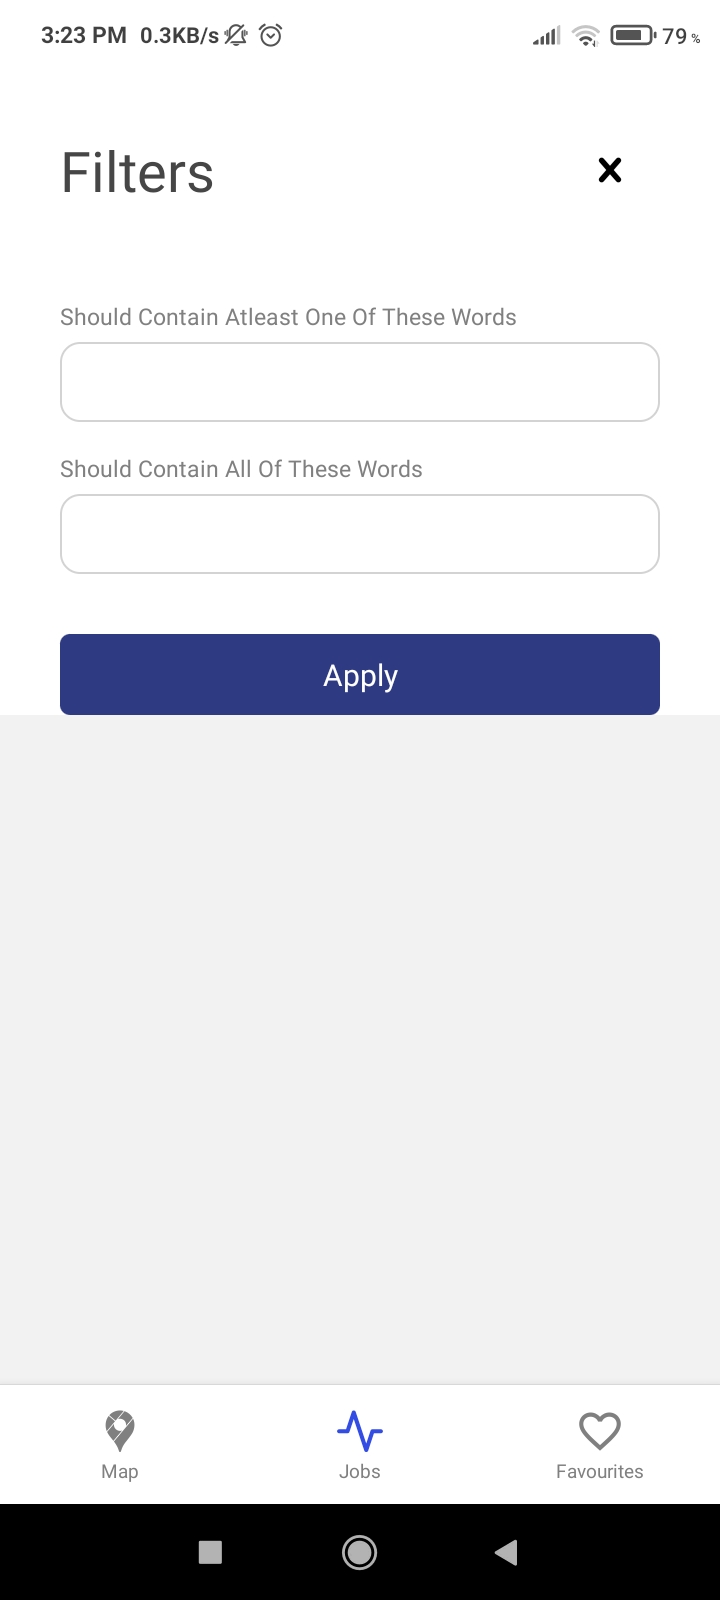 3:23 PM 0.3KB/s 79 %
Filters
Should Contain Atleast One Of These Words
Should Contain All Of These Words
Apply
Map Jobs Favourites